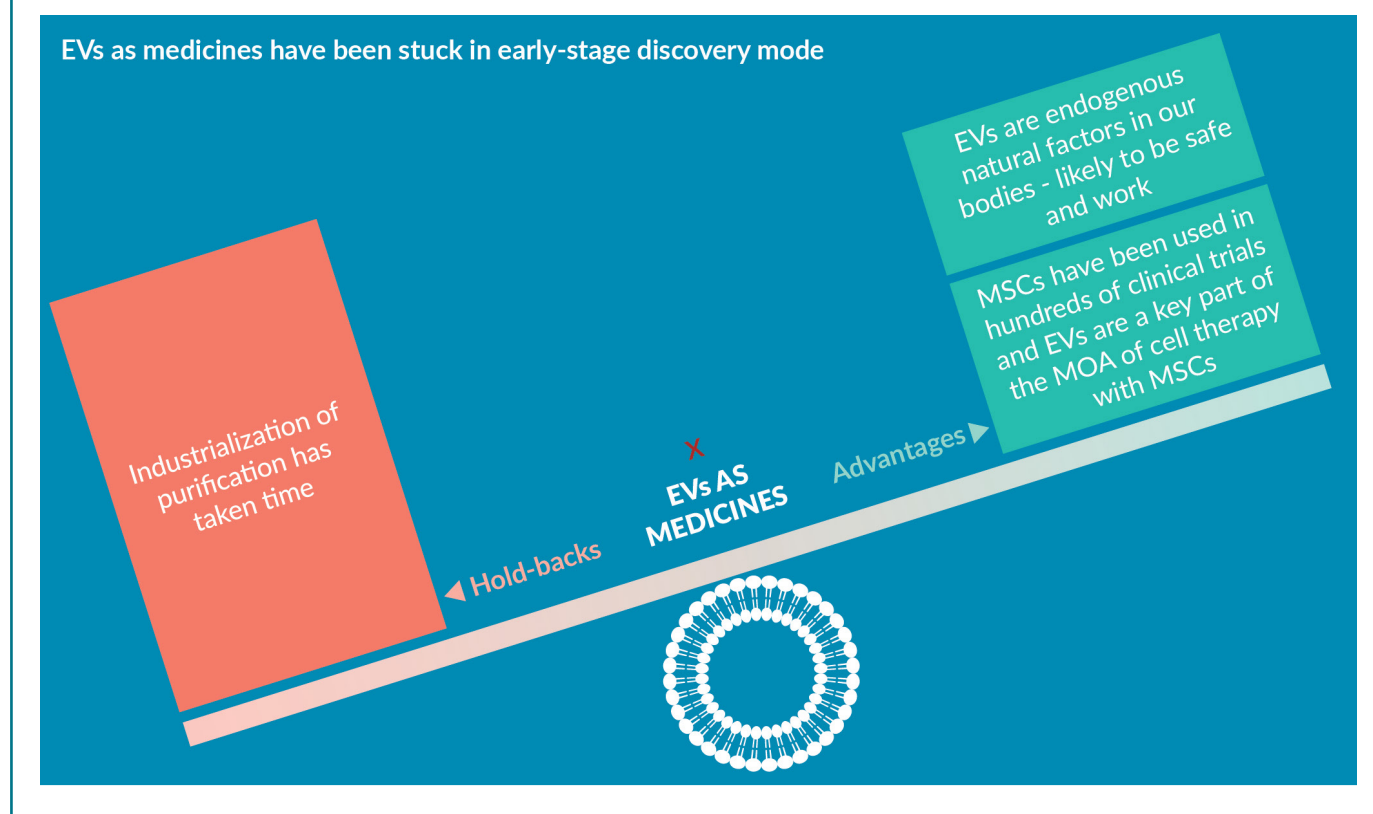 EVs as medicines have been stuck in early-stage discovery mode
EVs are endogenous
natural factors in our
bodies - likely to be safe
and work
MSCs have been used in
hundreds of clinical trials
and EVs are a key part of
the MOA of cell therapy
with MSCs
Industrialization of
purification has
taken time
X
EVs AS
MEDICINES
Advantages ▶
◀ Hold-backs